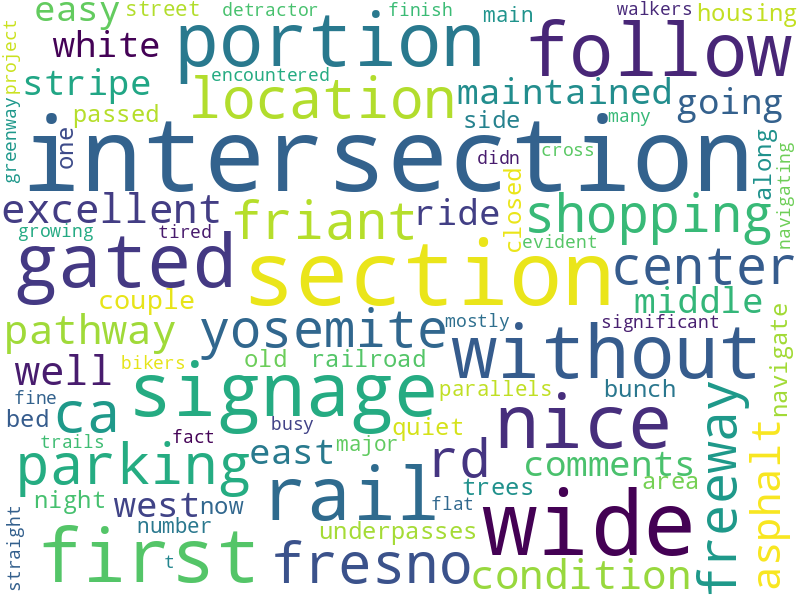 easy street detractor finish main walkers housing
project white portion follow
stripe encountered location maintained going
greenway one passed side many
intersection didn cross along navigating
excellent friant ride closed shopping
growing tired evident
gated section center
couple middle
pathway yosemite mostly significant without
well bikers old railroad navigate
fine bed ca signage parallels bunch
trails fact busy major quiet nice freeway
parking east rd comments asphalt
night west now rail flat trees area
straight number underpasses wide
first t fresno condition